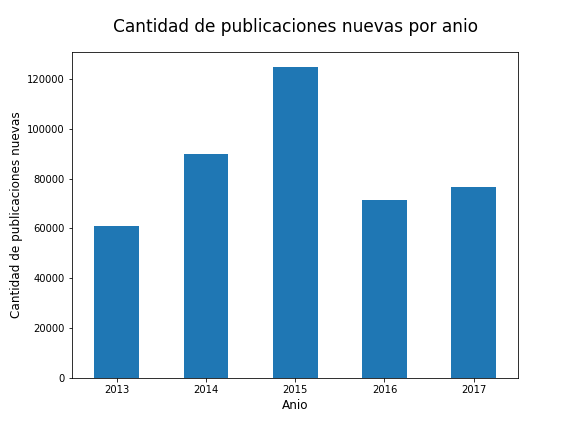 Cantidad de publicaciones nuevas por anio
Cantidad de publicaciones nuevas
120000
100000
80000
60000
40000
20000
0
2013 2014 2015 2016 2017
Anio